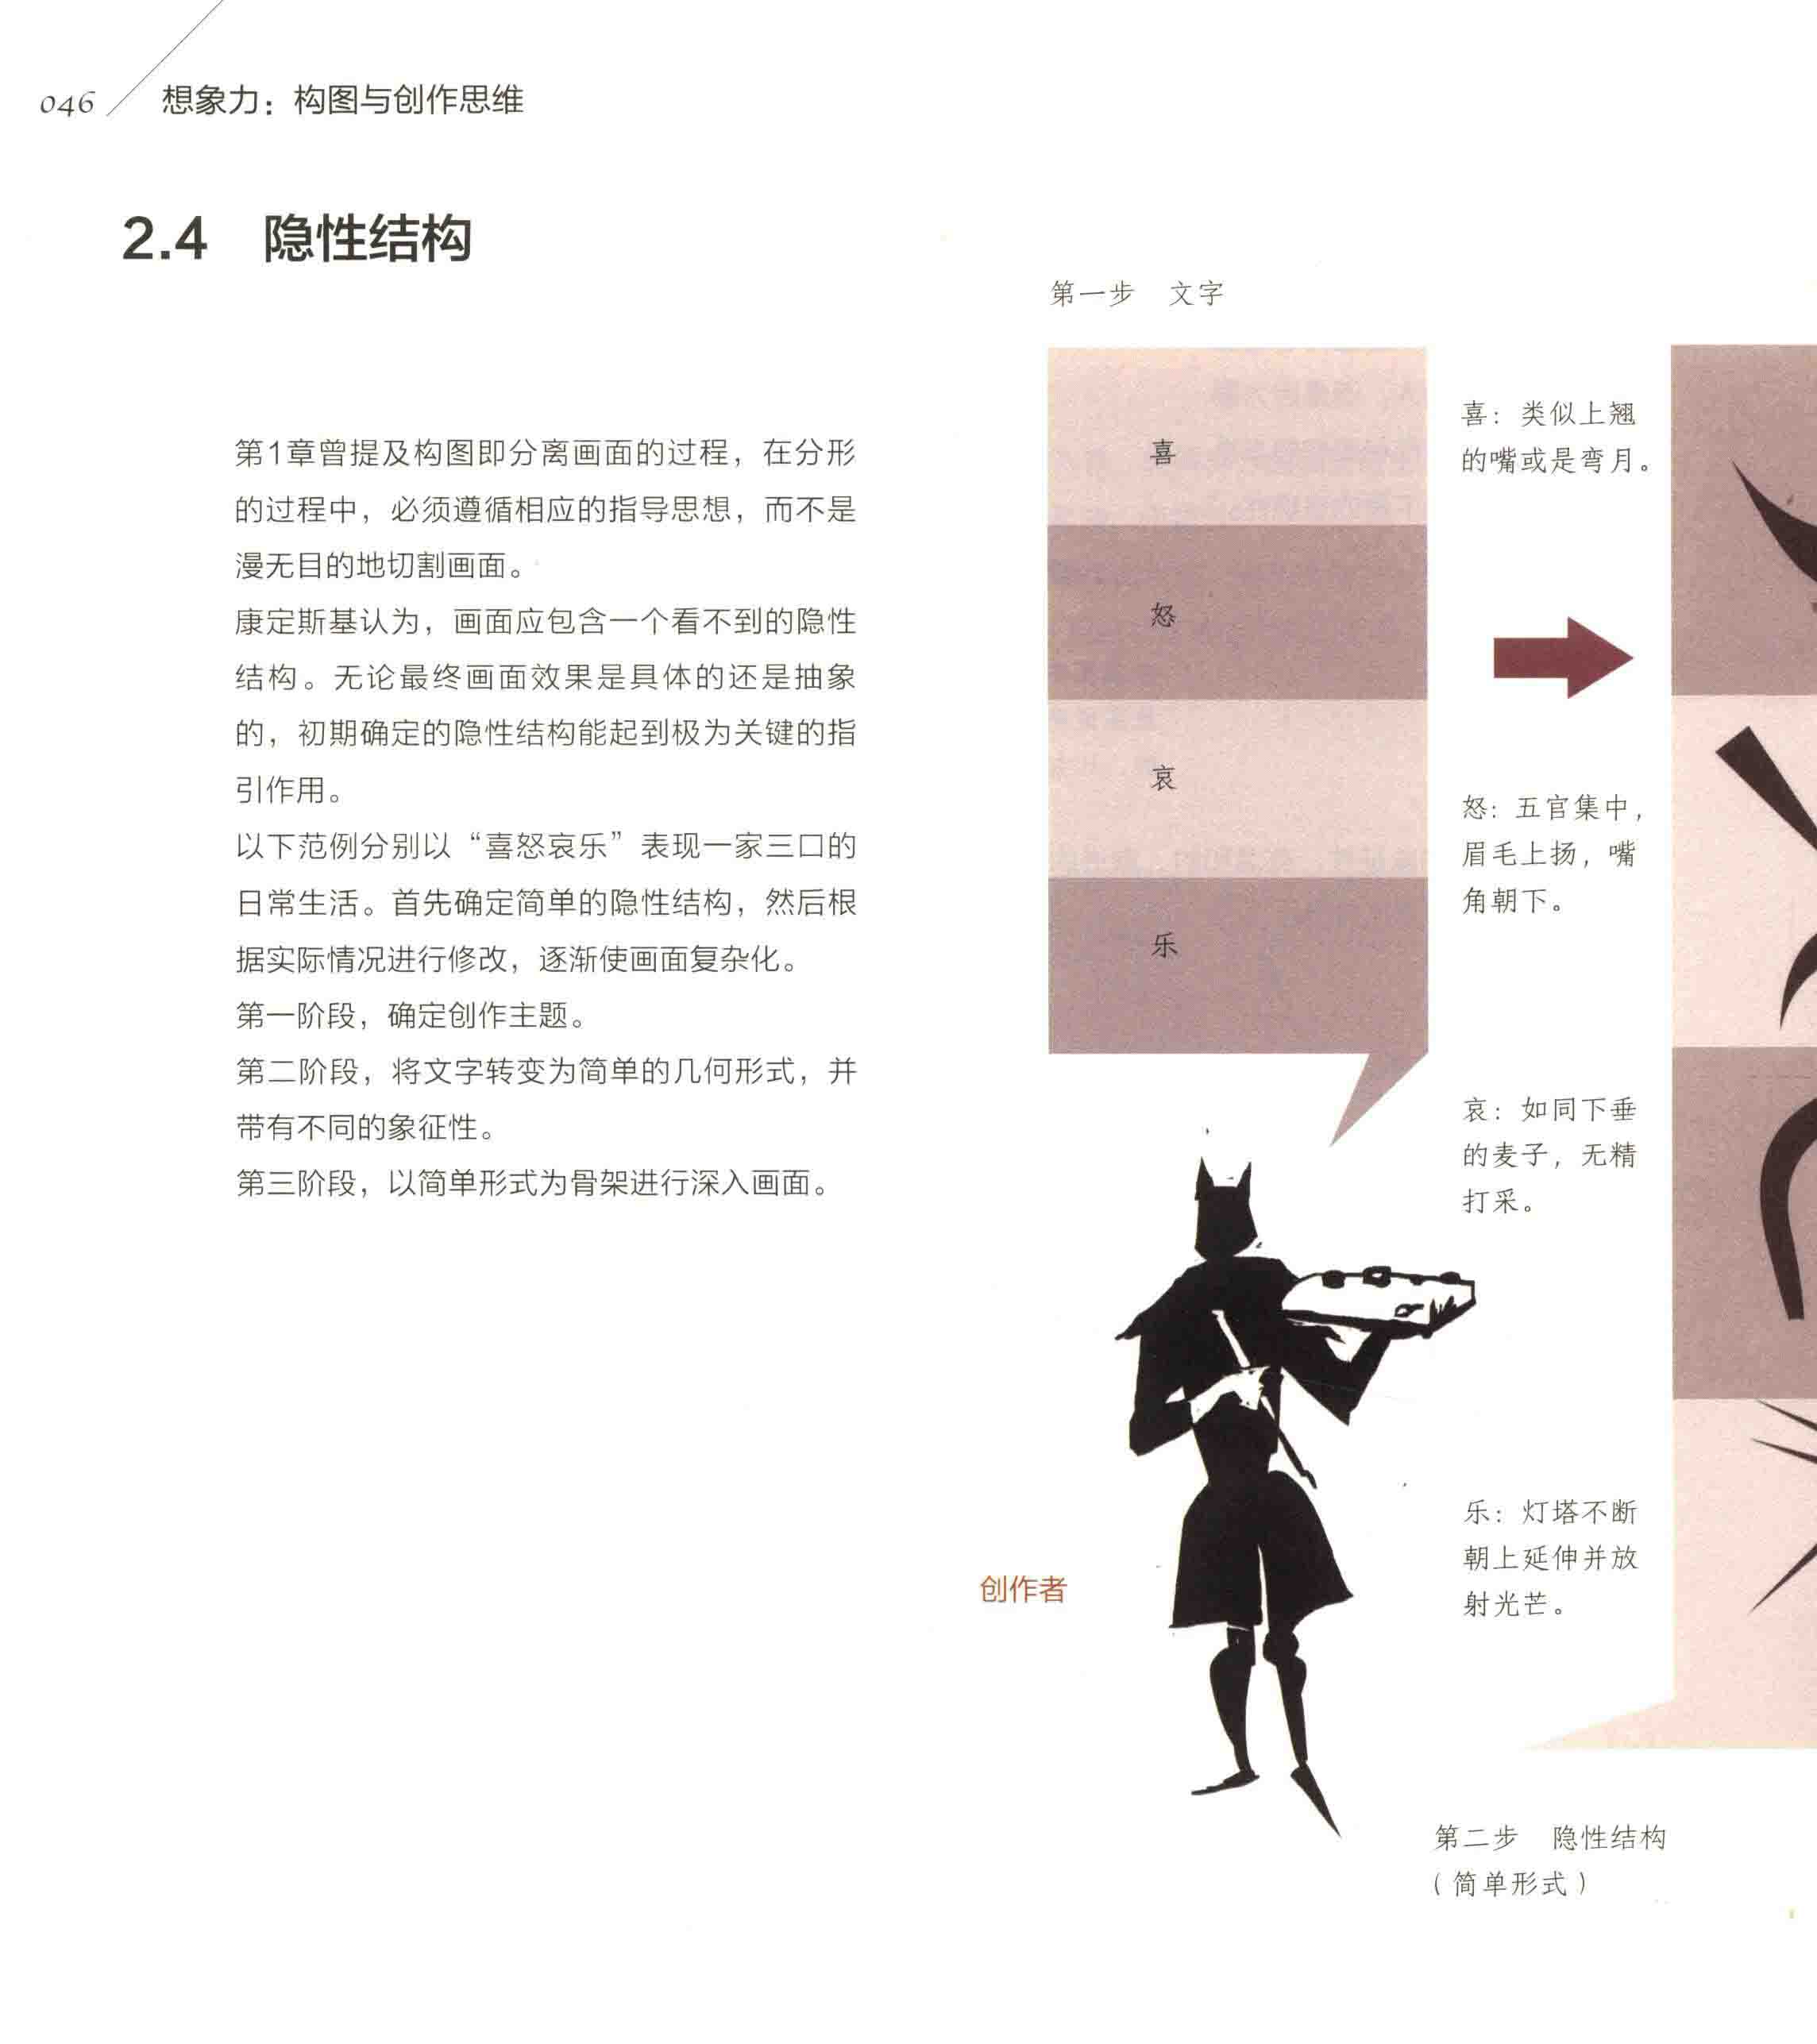 046 想象力：构图与创作思维
2.4 隐性结构
第1章曾提及构图即分离画面的过程，在分形
的过程中，必须遵循相应的指导思想，而不是
漫无目的地切割画面。
康定斯基认为，画面应包含一个看不到的隐性
结构。无论最终画面效果是具体的还是抽象
的，初期确定的隐性结构能起到极为关键的指
引作用。
以下范例分别以“喜怒哀乐”表现一家三口的
日常生活。首先确定简单的隐性结构，然后根
据实际情况进行修改，逐渐使画面复杂化。
第一阶段，确定创作主题。
第二阶段，将文字转变为简单的几何形式，并
带有不同的象征性。
第三阶段，以简单形式为骨架进行深入画面。
第一步 文字
喜
怒
哀
乐
喜：类似上翘
的嘴或是弯月。
怒：五官集中，
眉毛上扬，嘴
角朝下。
哀：如同下垂
的麦子，无精
打采。
乐：灯塔不断
朝上延伸并放
射光芒。
创作者
第二步 隐性结构
（简单形式）